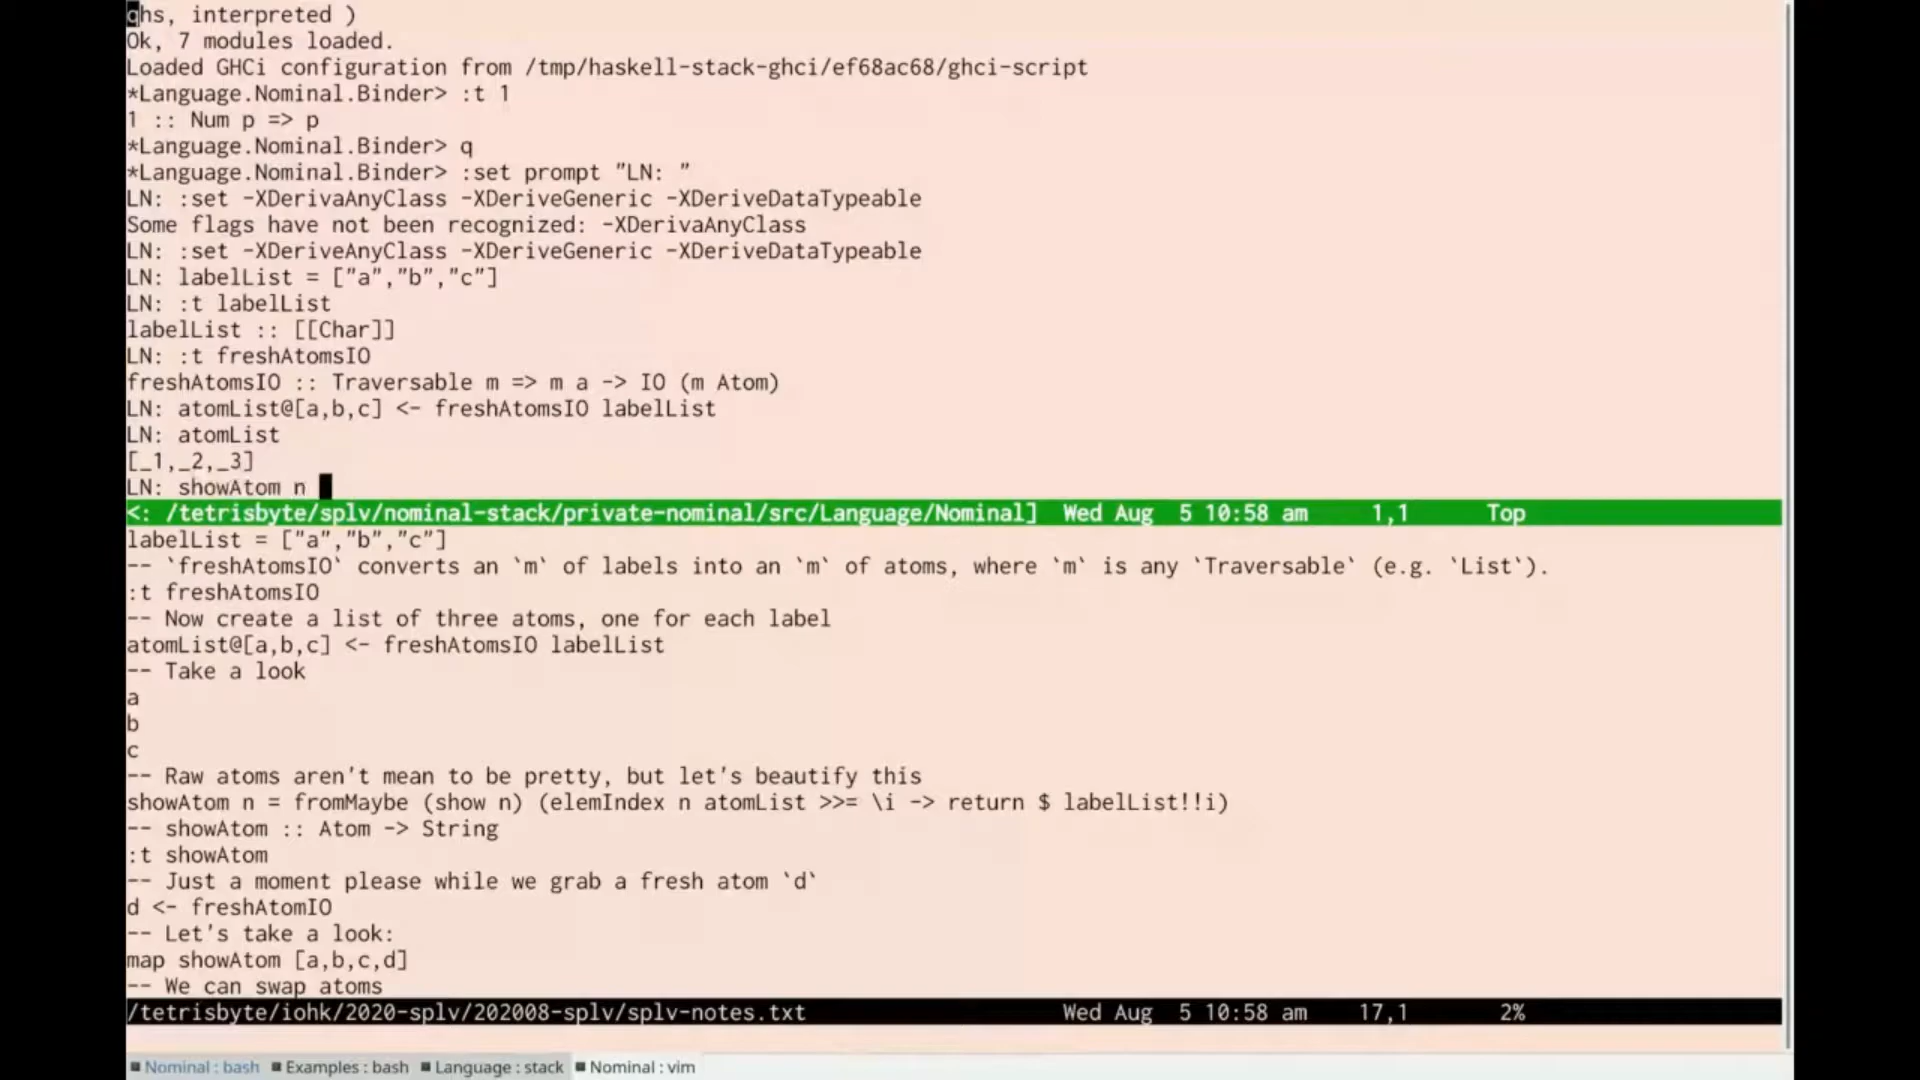 ghs, interpreted )
Ok, 7 modules loaded.
Loaded GHCi configuration from /tmp/haskell-stack-ghci/ef68ac68/ghci-script
*Language.Nominal.Binder> :t 1
1 :: Num p => p
*Language.Nominal.Binder> q
*Language.Nominal.Binder> :set prompt "LN: "
LN: :set -XDerivaAnyClass -XDeriveGeneric -XDeriveDataTypeable
Some flags have not been recognized: -XDerivaAnyClass
LN: :set -XDeriveAnyClass -XDeriveGeneric -XDeriveDataTypeable
LN: labelList = ["a","b","c"]
LN: :t labelList
labelList :: [[Char]]
LN: :t freshAtomsIO
freshAtomsIO :: Traversable m => m a -> IO (m Atom)
LN: atomList@[a,b,c] <- freshAtomsIO labelList
LN: atomList
[_1,_2,_3]
LN: showAtom n
<: /tetrisbyte/splv/nominal-stack/private-nominal/src/Language/Nominal] Wed Aug 5 10:58 am 1,1 Top
labelList = ["a","b","c"]
-- `freshAtomsIO` converts an `m` of labels into an `m` of atoms, where `m` is any `Traversable` (e.g. `List`).
:t freshAtomsIO
-- Now create a list of three atoms, one for each label
atomList@[a,b,c] <- freshAtomsIO labelList
-- Take a look
a
b
c
-- Raw atoms aren't mean to be pretty, but let's beautify this
showAtom n = fromMaybe (show n) (elemIndex n atomList >>= \i -> return $ labelList!!i)
-- showAtom :: Atom -> String
:t showAtom
-- Just a moment please while we grab a fresh atom `d`
d <- freshAtomIO
-- Let's take a look:
map showAtom [a,b,c,d]
-- We can swap atoms
/tetrisbyte/iohk/2020-splv/202008-splv/splv-notes.txt Wed Aug 5 10:58 am 17,1 2%
Nominal : bash Examples : bash Language : stack Nominal : vim